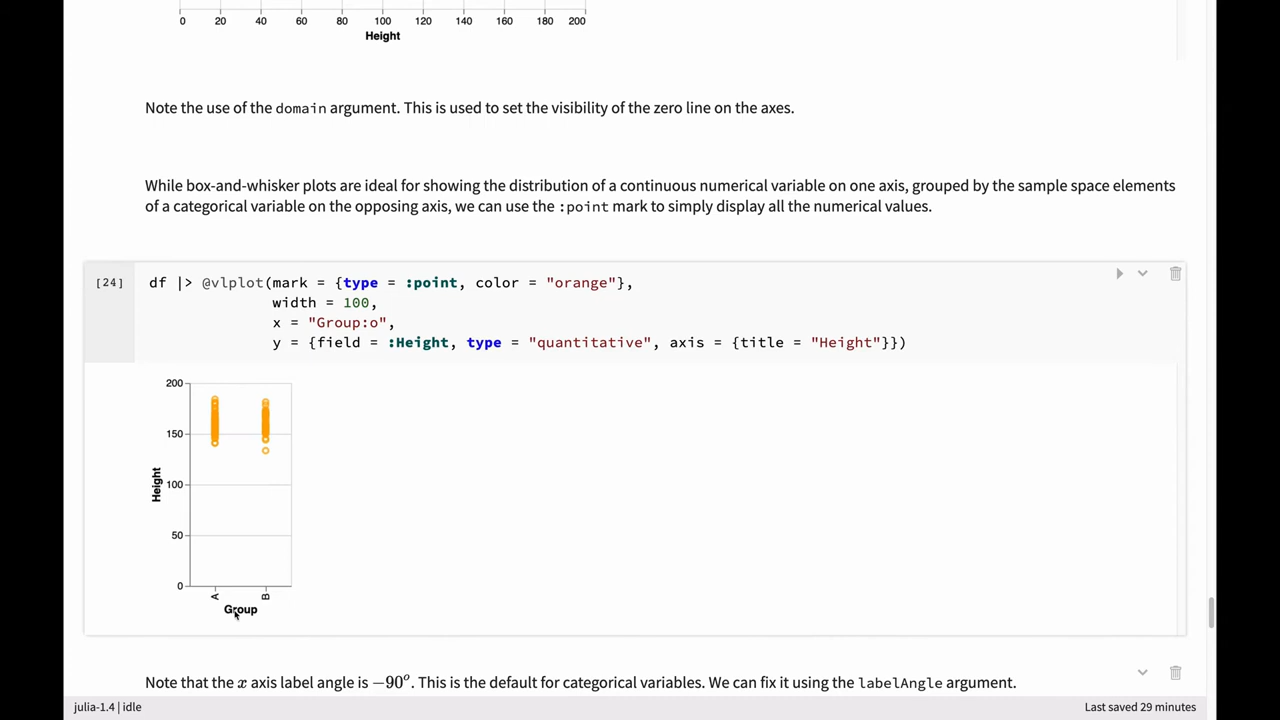 0 20 40 60 80 100 120 140 160 180 200
Height
Note the use of the domain argument. This is used to set the visibility of the zero line on the axes.
While box-and-whisker plots are ideal for showing the distribution of a continuous numerical variable on one axis, grouped by the sample space elements
of a categorical variable on the opposing axis, we can use the :point mark to simply display all the numerical values.
[24]
df |> @vlplot(mark = {type = :point, color = "orange"},
width = 100,
x = "Group:o",
y = {field = :Height, type = "quantitative", axis = {title = "Height"}})
200
150
100
50
0
Height
A B
Group
Note that the x axis label angle is −90°. This is the default for categorical variables. We can fix it using the labelAngle argument.
julia-1.4 | idle
Last saved 29 minutes